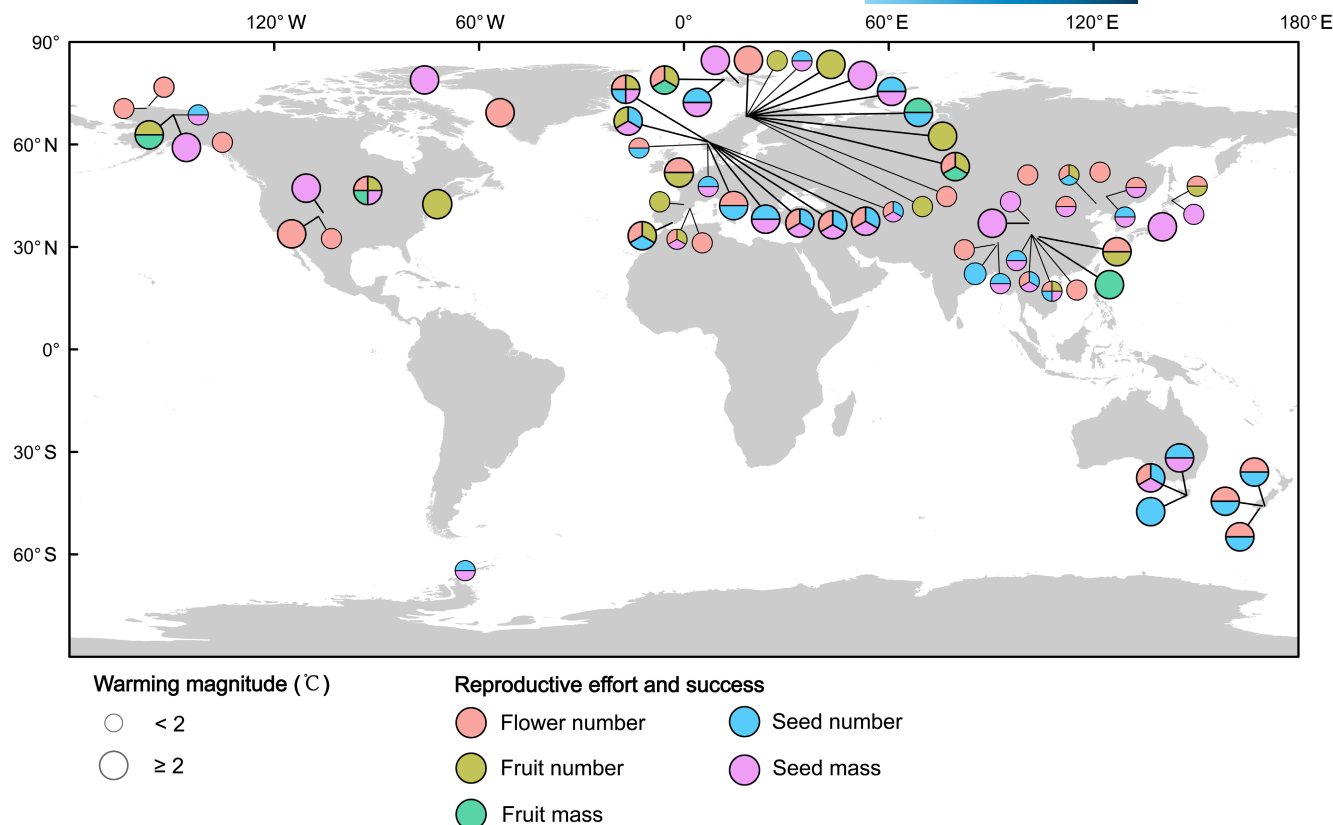 120° W 60° W 0° 60° E 120° E 180° E
90°
60° N
30° N
0°
30° S
60° S
Warming magnitude (℃) Reproductive effort and success
< 2 Flower number Seed number
≥ 2 Fruit number Seed mass
Fruit mass